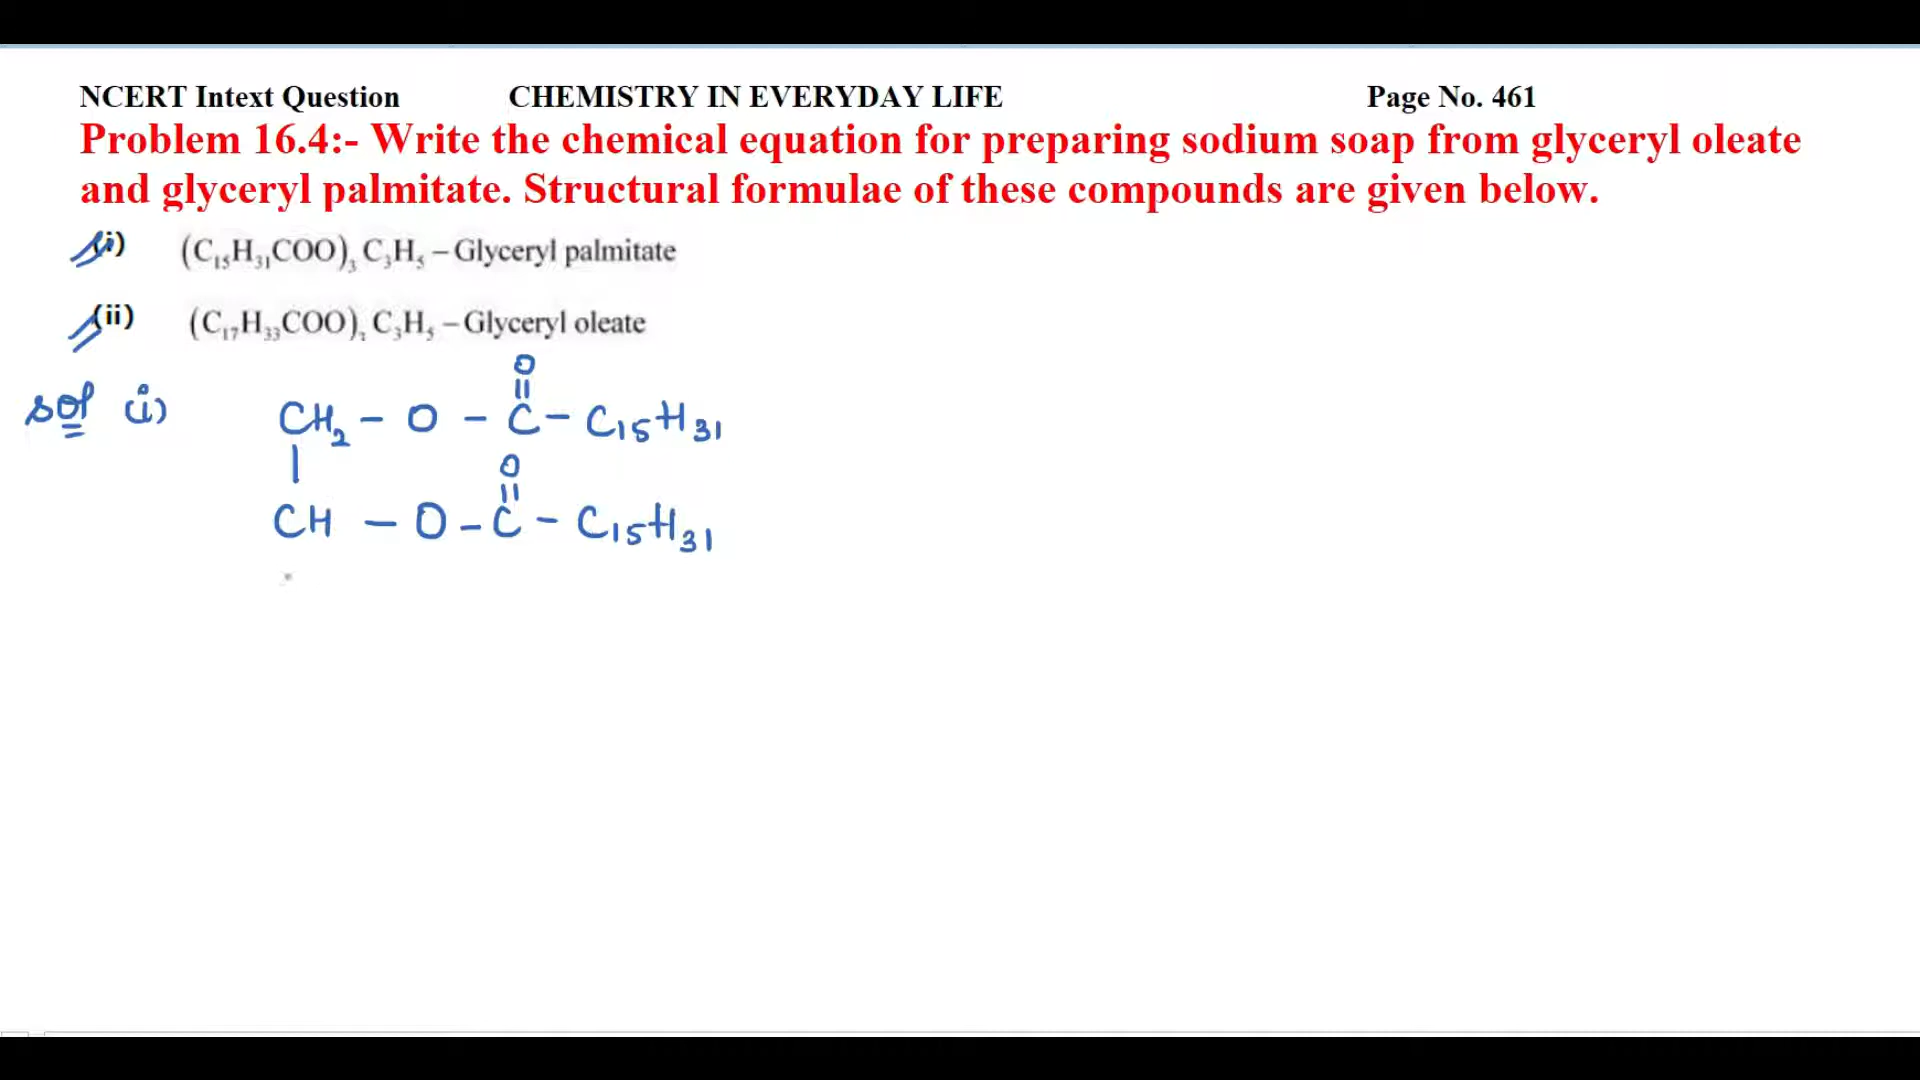 NCERT Intext Question CHEMISTRY IN EVERYDAY LIFE Page No. 461
Problem 16.4:- Write the chemical equation for preparing sodium soap from glyceryl oleate
and glyceryl palmitate. Structural formulae of these compounds are given below.
(i) (C₁₅H₃₁COO)₃ C₃H₅ – Glyceryl palmitate
(ii) (C₁₇H₃₃COO)₃ C₃H₅ – Glyceryl oleate
O
||
sol (i) CH₂ - O - C - C₁₅H₃₁
|
O
||
CH - O - C - C₁₅H₃₁